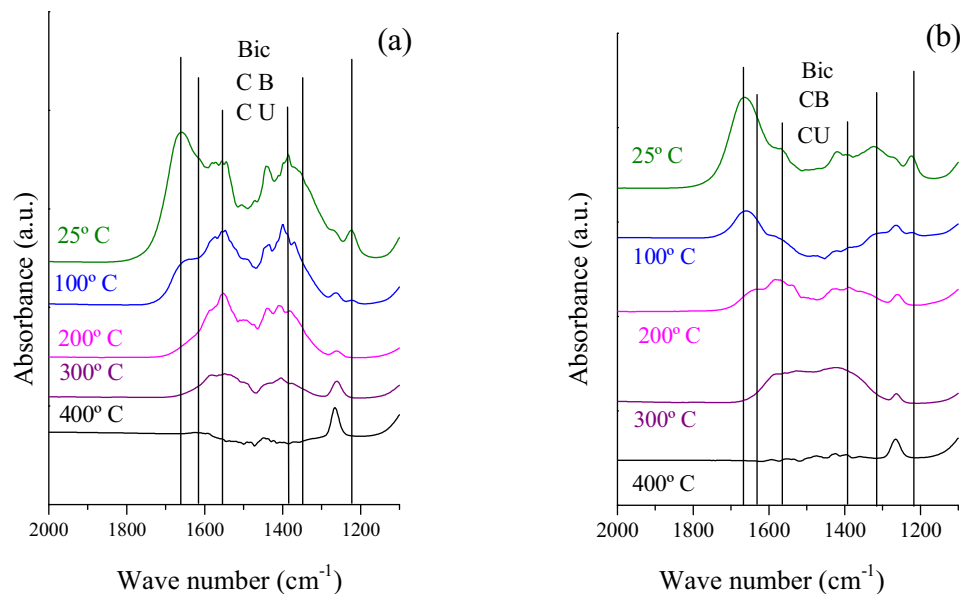 (a)
Bic
C B
C U
25º C
100º C
200º C
300º C
400º C
Absorbance (a.u.)
2000 1800 1600 1400 1200
Wave number (cm-1)
(b)
Bic
CB
CU
25º C
100º C
200º C
300º C
400º C
Absorbance (a.u.)
2000 1800 1600 1400 1200
Wave number (cm-1)